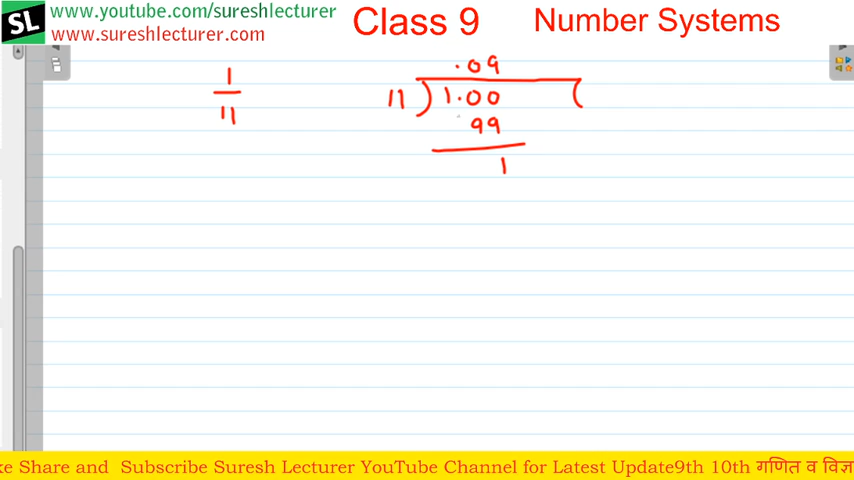 SL www.youtube.com/sureshlecturer
www.sureshlecturer.com
Class 9 Number Systems
1
11
.09
11 ) 1.00 (
99
1
ke Share and Subscribe Suresh Lecturer YouTube Channel for Latest Update9th 10th गणित व विज्ञ